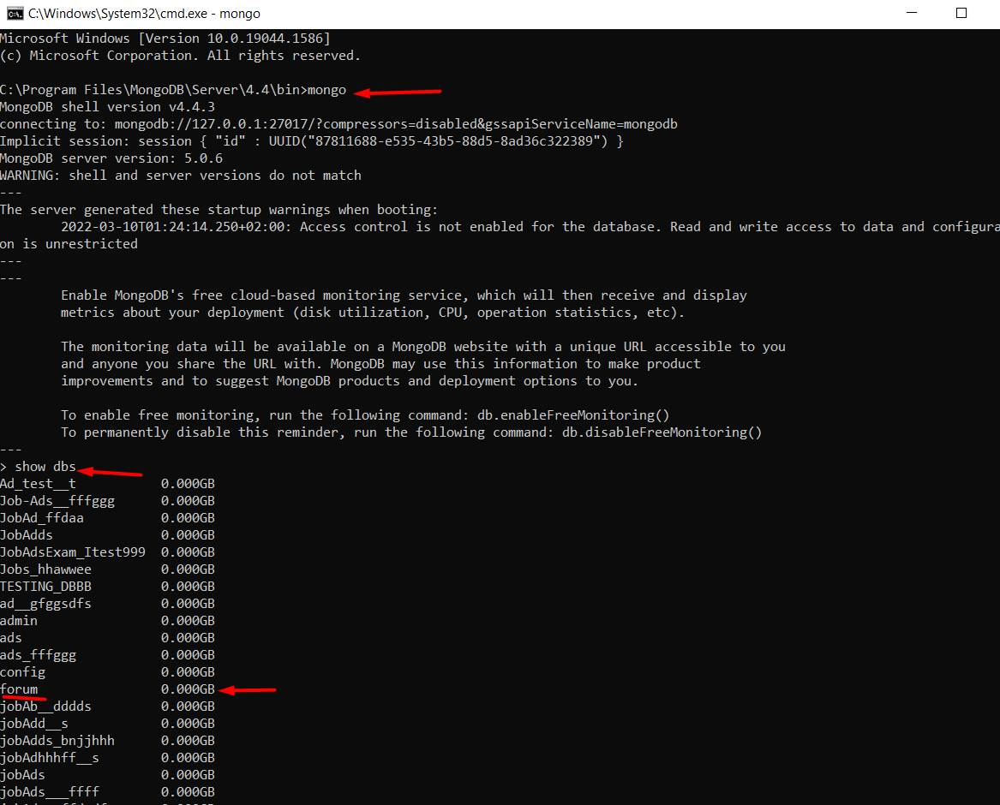 C:\Windows\System32\cmd.exe - mongo
Microsoft Windows [Version 10.0.19044.1586]
(c) Microsoft Corporation. All rights reserved.
C:\Program Files\MongoDB\Server\4.4\bin>mongo
MongoDB shell version v4.4.3
connecting to: mongodb://127.0.0.1:27017/?compressors=disabled&gssapiServiceName=mongodb
Implicit session: session { "id" : UUID("87811688-e535-43b5-88d5-8ad36c322389") }
MongoDB server version: 5.0.6
WARNING: shell and server versions do not match
---
The server generated these startup warnings when booting:
2022-03-10T01:24:14.250+02:00: Access control is not enabled for the database. Read and write access to data and configura
on is unrestricted
---
---
Enable MongoDB's free cloud-based monitoring service, which will then receive and display
metrics about your deployment (disk utilization, CPU, operation statistics, etc).
The monitoring data will be available on a MongoDB website with a unique URL accessible to you
and anyone you share the URL with. MongoDB may use this information to make product
improvements and to suggest MongoDB products and deployment options to you.
To enable free monitoring, run the following command: db.enableFreeMonitoring()
To permanently disable this reminder, run the following command: db.disableFreeMonitoring()
---
> show dbs
Ad_test__t 0.000GB
Job-Ads__fffggg 0.000GB
JobAd_ffdaa 0.000GB
JobAdds 0.000GB
JobAdsExam_Itest999 0.000GB
Jobs_hhawwee 0.000GB
TESTING_DBBB 0.000GB
ad__gfggsdfs 0.000GB
admin 0.000GB
ads 0.000GB
ads_fffggg 0.000GB
config 0.000GB
forum 0.000GB
jobAb__dddds 0.000GB
jobAdd__s 0.000GB
jobAdds_bnjjhhh 0.000GB
jobAdhhhff__s 0.000GB
jobAds 0.000GB
jobAds___ffff 0.000GB